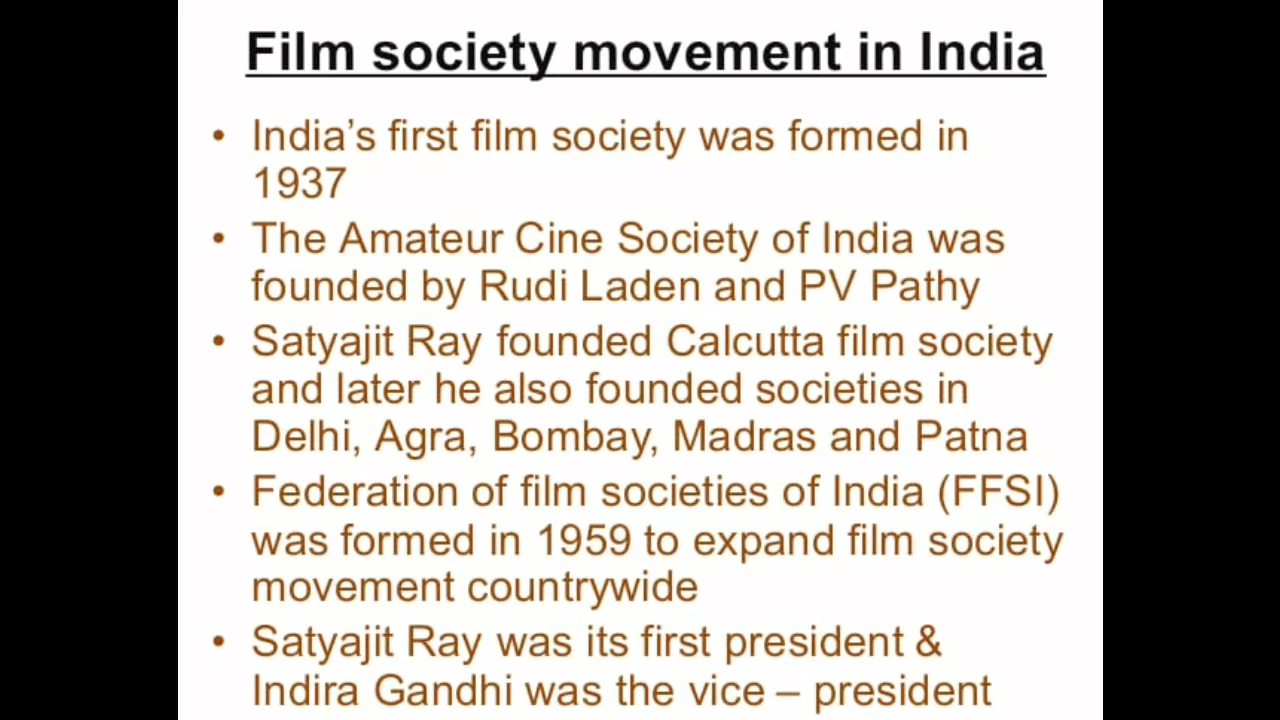 Film society movement in India
• India’s first film society was formed in
1937
• The Amateur Cine Society of India was
founded by Rudi Laden and PV Pathy
• Satyajit Ray founded Calcutta film society
and later he also founded societies in
Delhi, Agra, Bombay, Madras and Patna
• Federation of film societies of India (FFSI)
was formed in 1959 to expand film society
movement countrywide
• Satyajit Ray was its first president &
Indira Gandhi was the vice – president